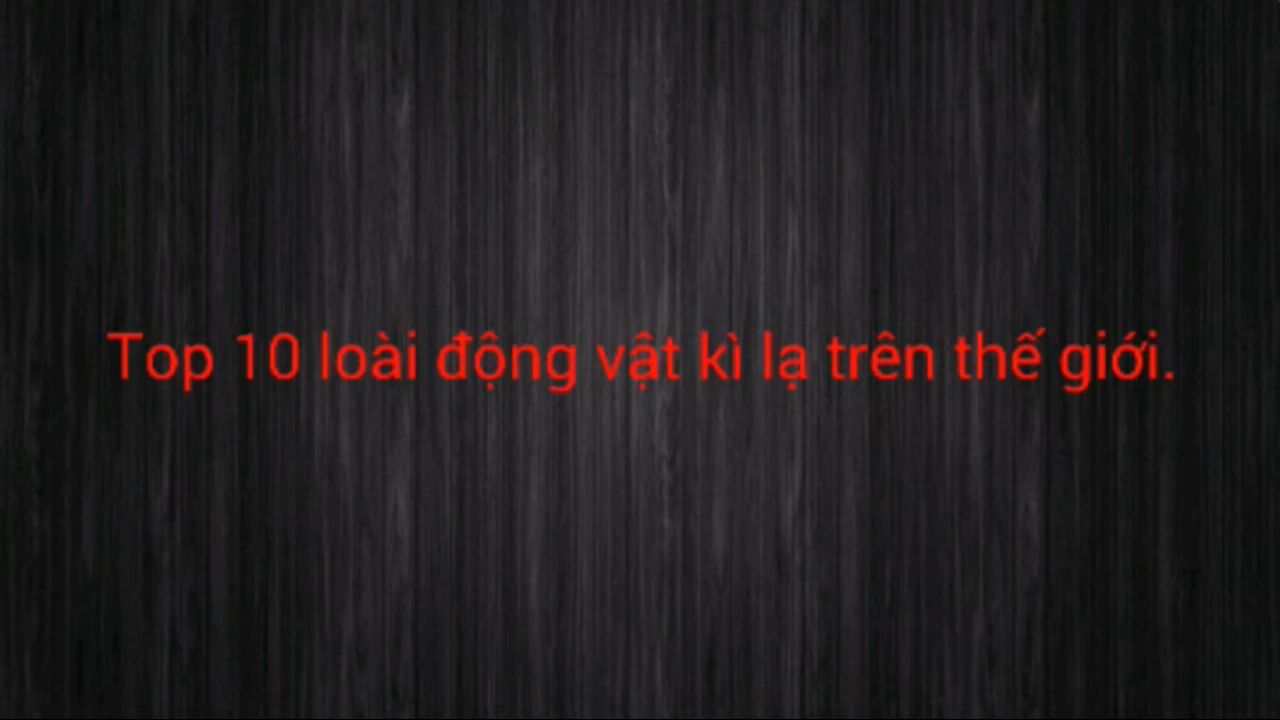 Top 10 loài động vật kì lạ trên thế giới.